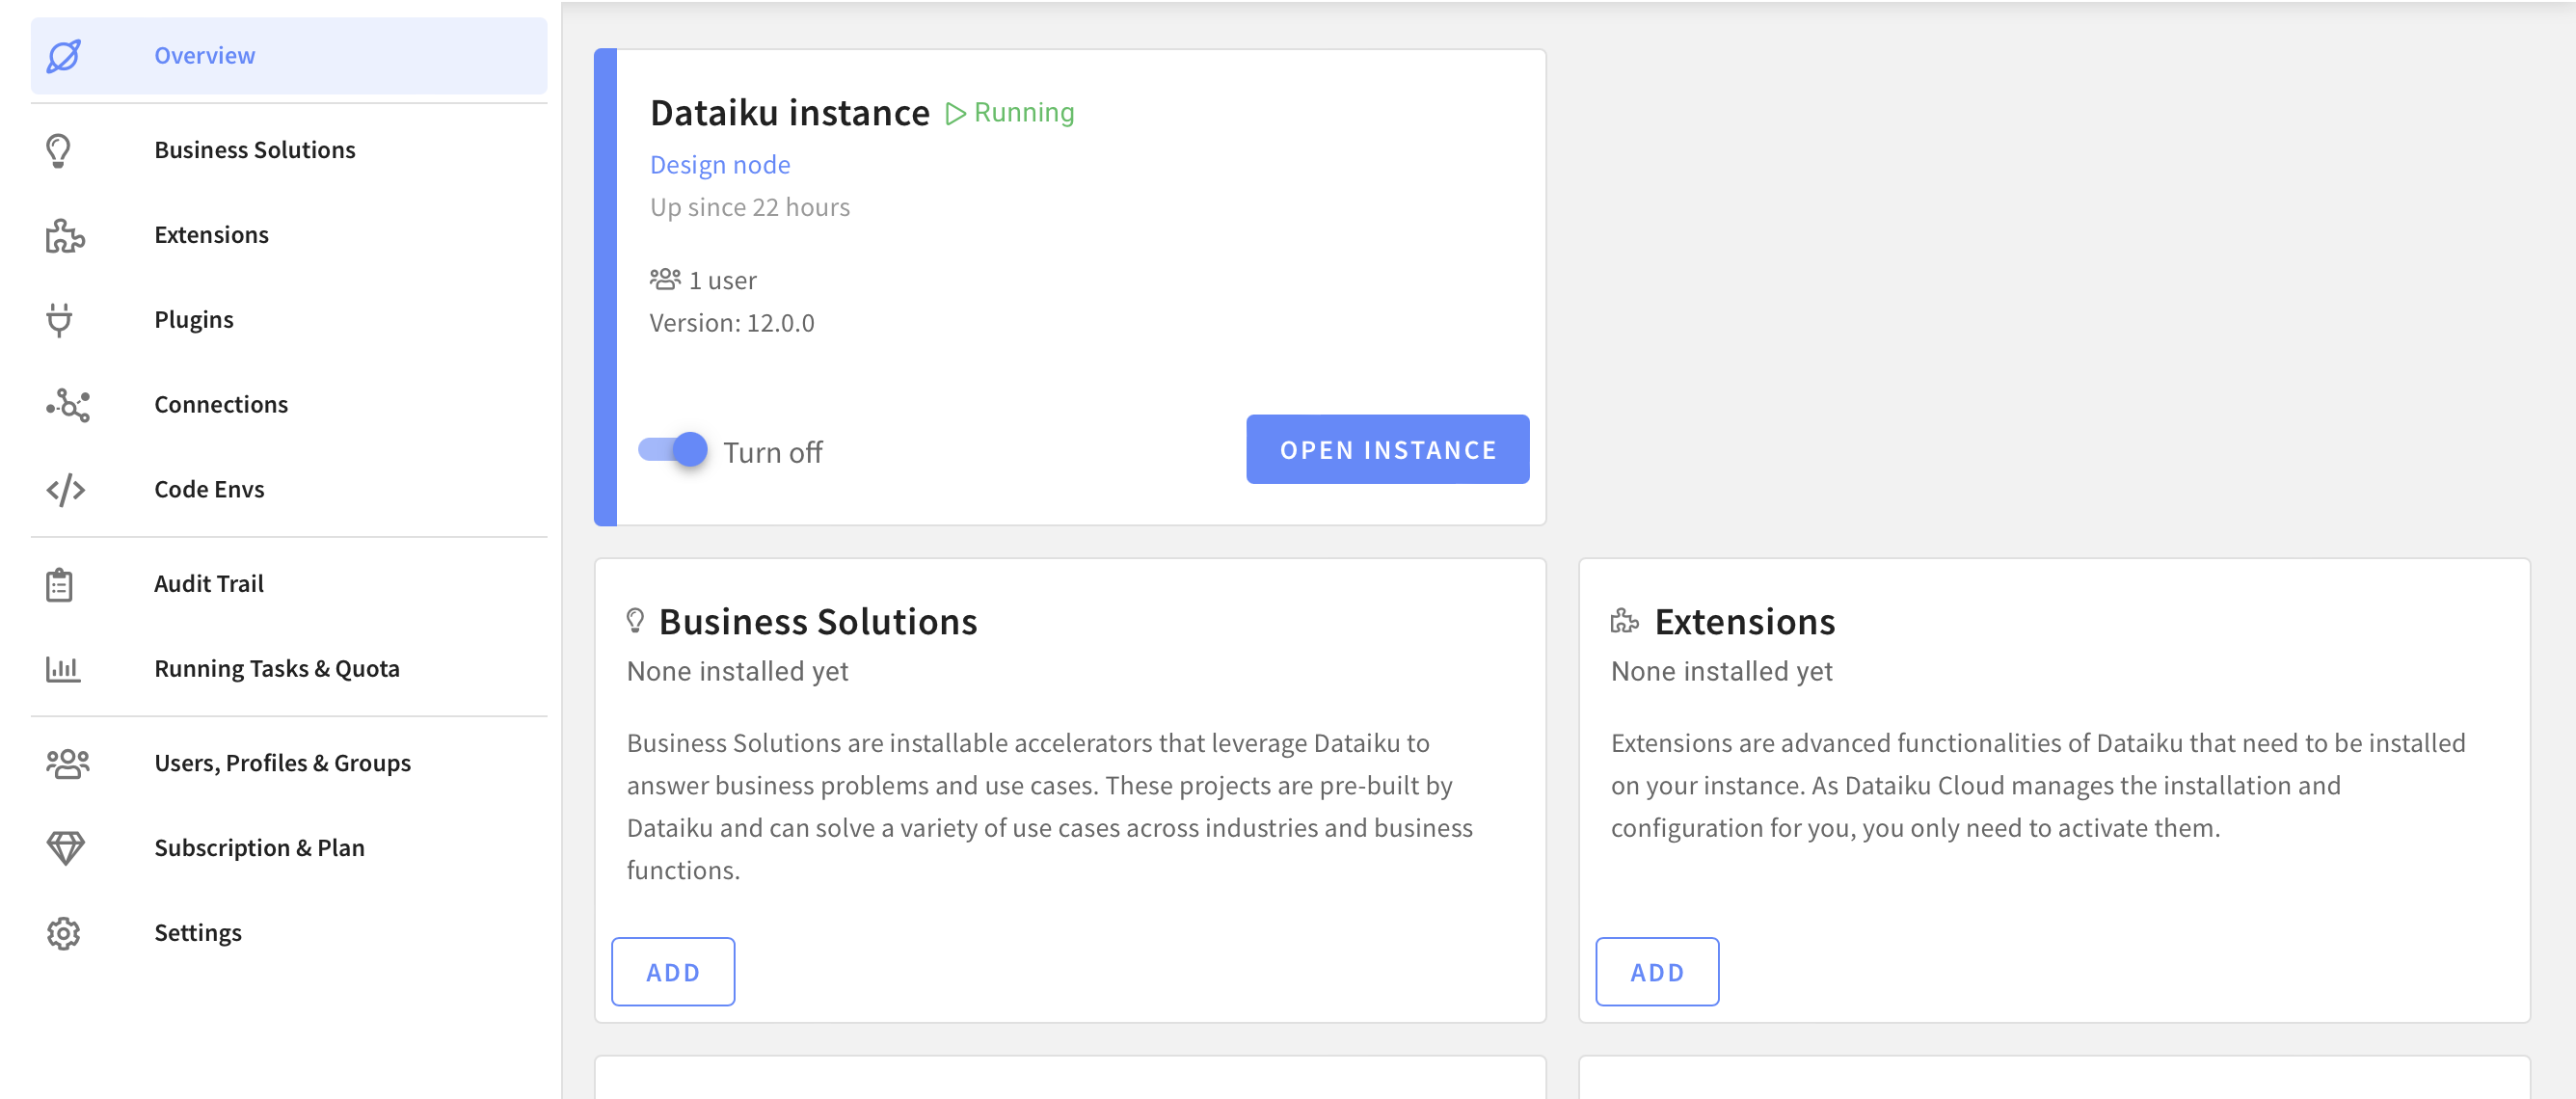 Overview
Business Solutions
Extensions
Plugins
Connections
Code Envs
Audit Trail
Running Tasks & Quota
Users, Profiles & Groups
Subscription & Plan
Settings
Dataiku instance Running
Design node
Up since 22 hours
1 user
Version: 12.0.0
Turn off
OPEN INSTANCE
Business Solutions
None installed yet
Business Solutions are installable accelerators that leverage Dataiku to
answer business problems and use cases. These projects are pre-built by
Dataiku and can solve a variety of use cases across industries and business
functions.
ADD
Extensions
None installed yet
Extensions are advanced functionalities of Dataiku that need to be installed
on your instance. As Dataiku Cloud manages the installation and
configuration for you, you only need to activate them.
ADD